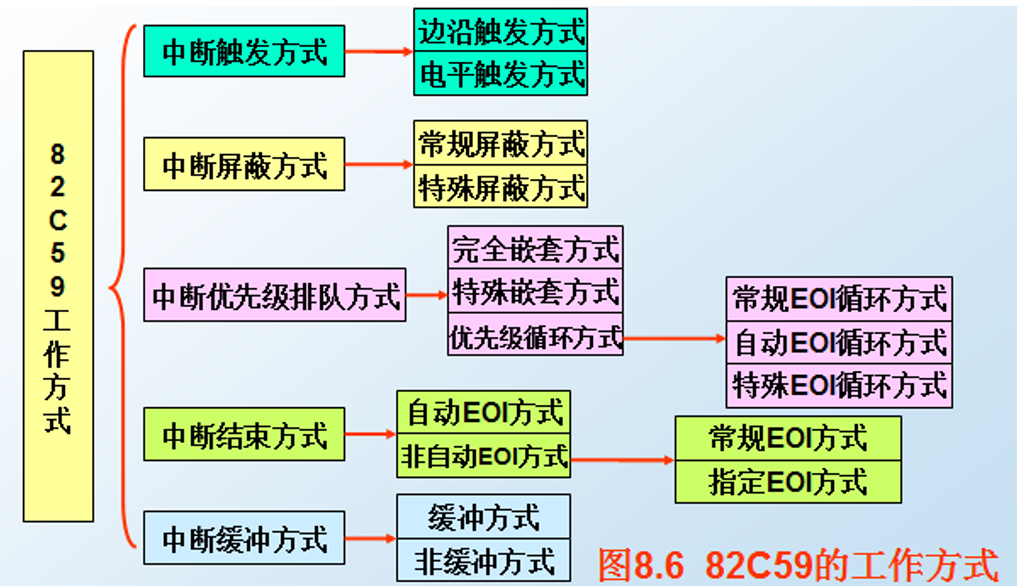 82C59工作方式
中断触发方式
边沿触发方式
电平触发方式
中断屏蔽方式
常规屏蔽方式
特殊屏蔽方式
中断优先级排队方式
完全嵌套方式
特殊嵌套方式
优先级循环方式
常规EOI循环方式
自动EOI循环方式
特殊EOI循环方式
中断结束方式
自动EOI方式
非自动EOI方式
常规EOI方式
指定EOI方式
中断缓冲方式
缓冲方式
非缓冲方式
图8.6 82C59的工作方式